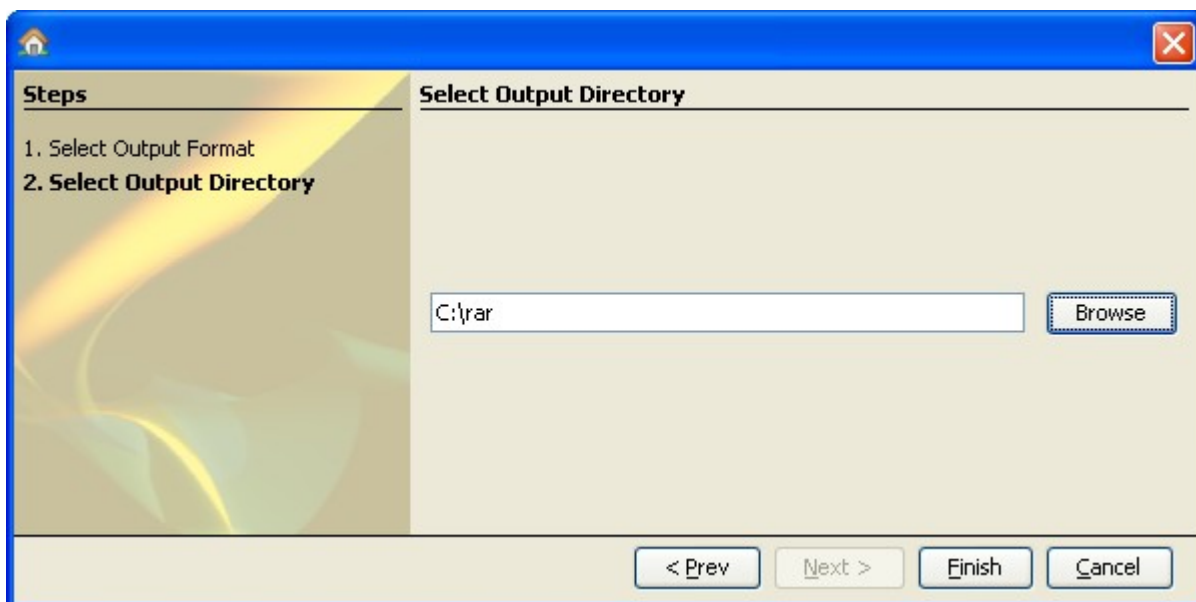 Steps
1. Select Output Format
2. Select Output Directory
Select Output Directory
C:\rar
Browse
< Prev
Next >
Finish
Cancel